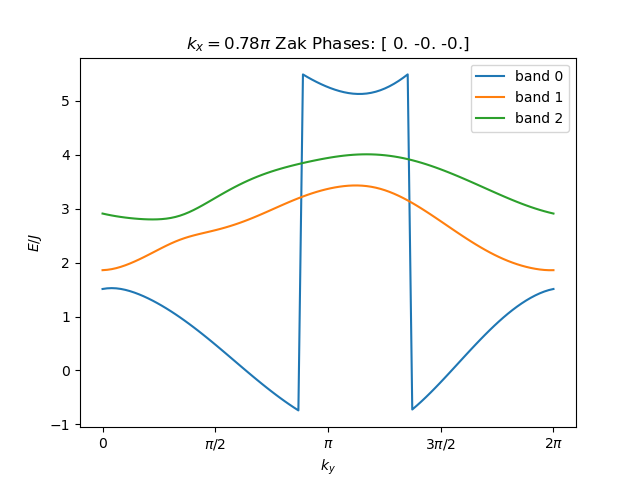 $k_x = 0.78\pi$ Zak Phases: [ 0. -0. -0.]
band 0
band 1
band 2
5
4
3
2
1
0
−1
E/J
0
π/2
π
3π/2
2π
$k_y$